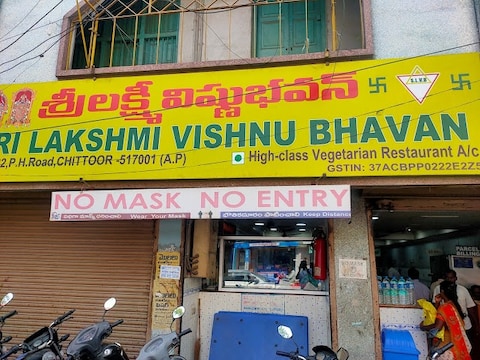 శ్రీ లక్ష్మీ విష్ణుభవన్
S.L.V.B
RI LAKSHMI VISHNU BHAVAN
2,P.H.Road,CHITTOOR -517001 (A.P)
High-class Vegetarian Restaurant A/c
GSTIN: 37ACBPP0222E2Z5
NO MASK NO ENTRY
Wear Your Mask
Keep Distance
PARCEL
BILLING